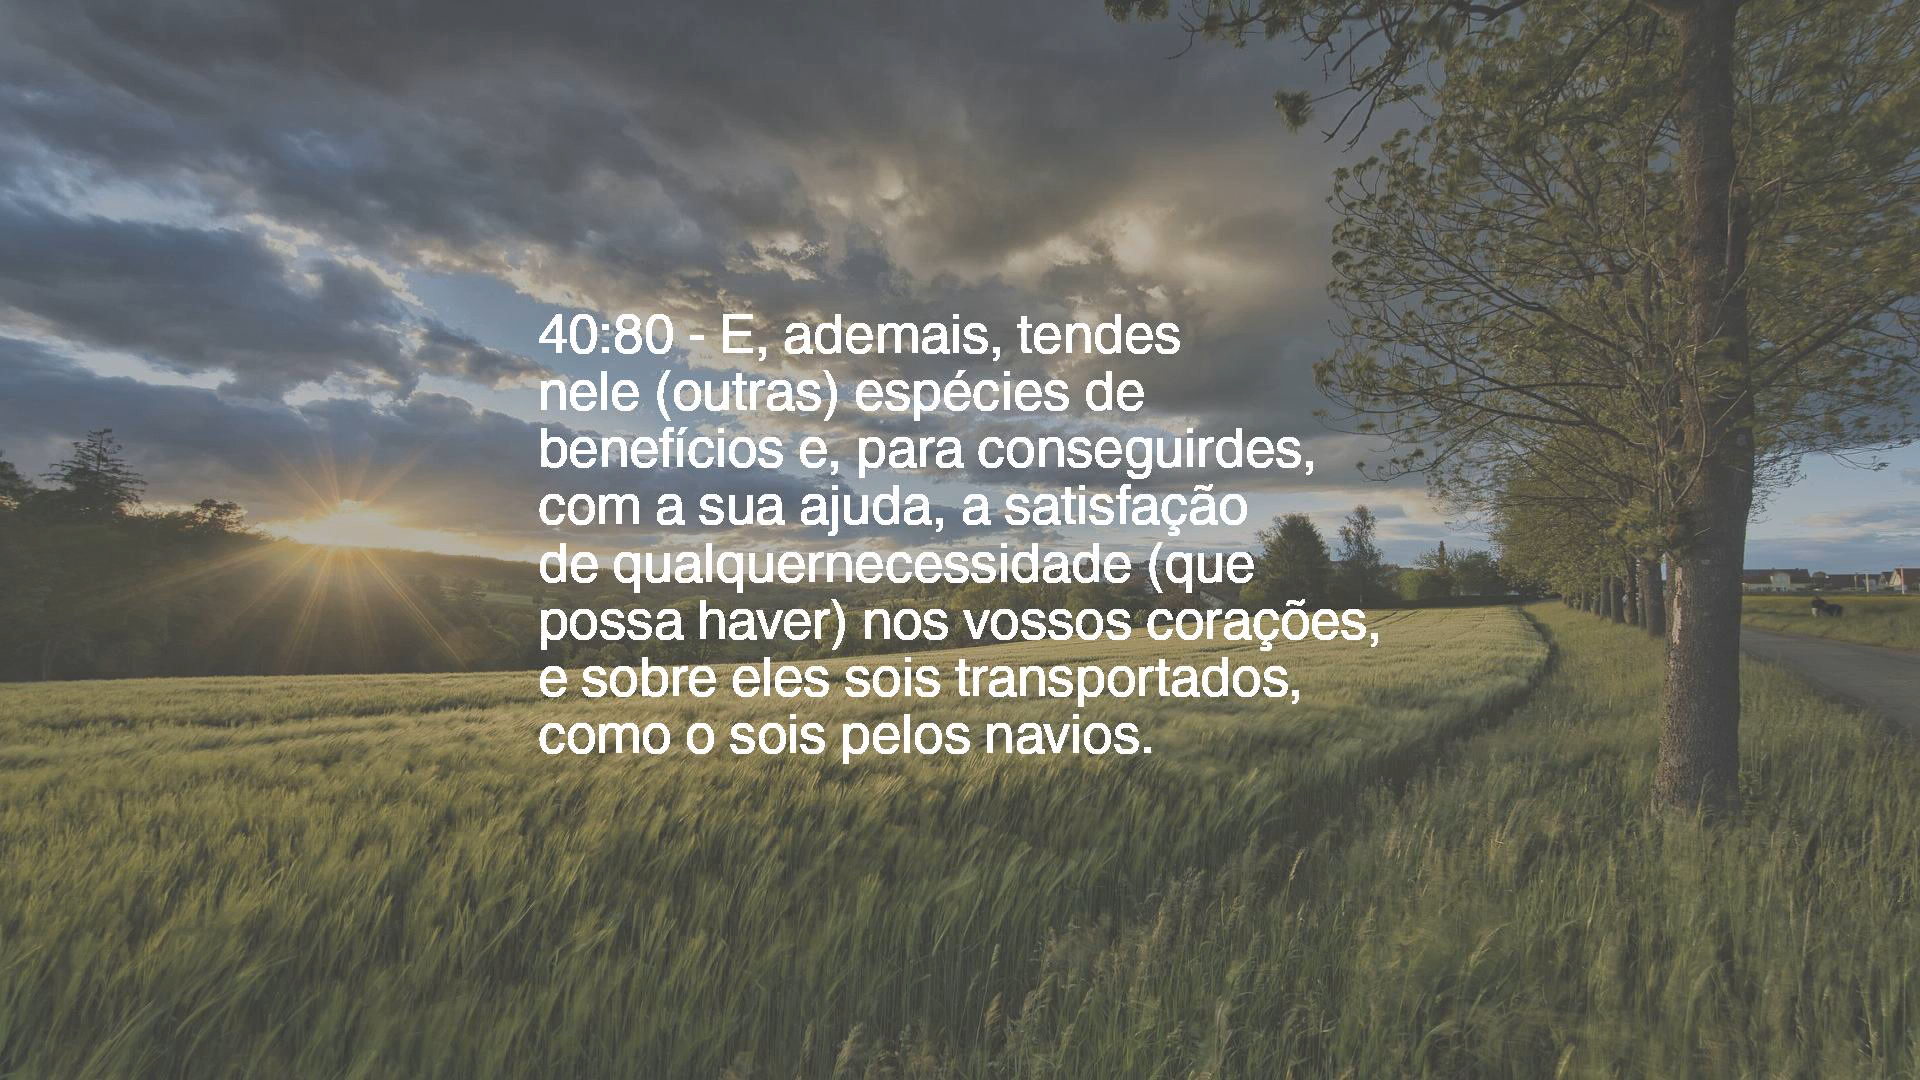 40:80 - E, ademais, tendes
nele (outras) espécies de
benefícios e, para conseguirdes,
com a sua ajuda, a satisfação
de qualquernecessidade (que
possa haver) nos vossos corações,
e sobre eles sois transportados,
como o sois pelos navios.